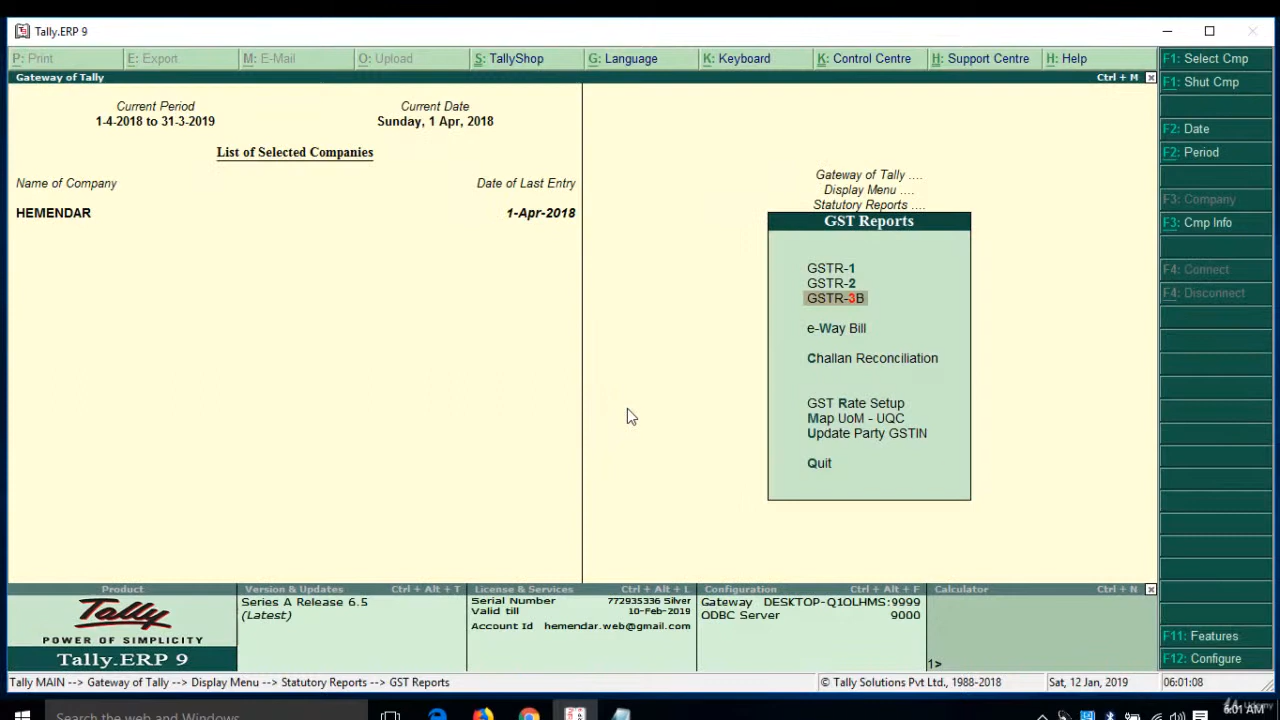 Tally.ERP 9
P: Print E: Export M: E-Mail O: Upload S: TallyShop G: Language K: Keyboard K: Control Centre H: Support Centre H: Help
Gateway of Tally Ctrl + M
Current Period Current Date
1-4-2018 to 31-3-2019 Sunday, 1 Apr, 2018
List of Selected Companies
Name of Company Date of Last Entry
HEMENDAR 1-Apr-2018
Gateway of Tally ....
Display Menu ....
Statutory Reports ....
GST Reports
GSTR-1
GSTR-2
GSTR-3B
e-Way Bill
Challan Reconciliation
GST Rate Setup
Map UoM - UQC
Update Party GSTIN
Quit
F1: Select Cmp
F1: Shut Cmp
F2: Date
F2: Period
F3: Company
F3: Cmp Info
F4: Connect
F4: Disconnect
F11: Features
F12: Configure
Product Version & Updates Ctrl + Alt + T License & Services Ctrl + Alt + L Configuration Ctrl + Alt + F Calculator Ctrl + N
Tally
POWER OF SIMPLICITY
Tally.ERP 9
Series A Release 6.5
(Latest)
Serial Number 772935336 Silver
Valid till 10-Feb-2019
Account Id hemendar.web@gmail.com
Gateway DESKTOP-Q1OLHMS:9999
ODBC Server 9000
1>
Tally MAIN --> Gateway of Tally --> Display Menu --> Statutory Reports --> GST Reports © Tally Solutions Pvt Ltd., 1988-2018 Sat, 12 Jan, 2019 06:01:08
Search the web and Windows 6:01 AM
Udemy